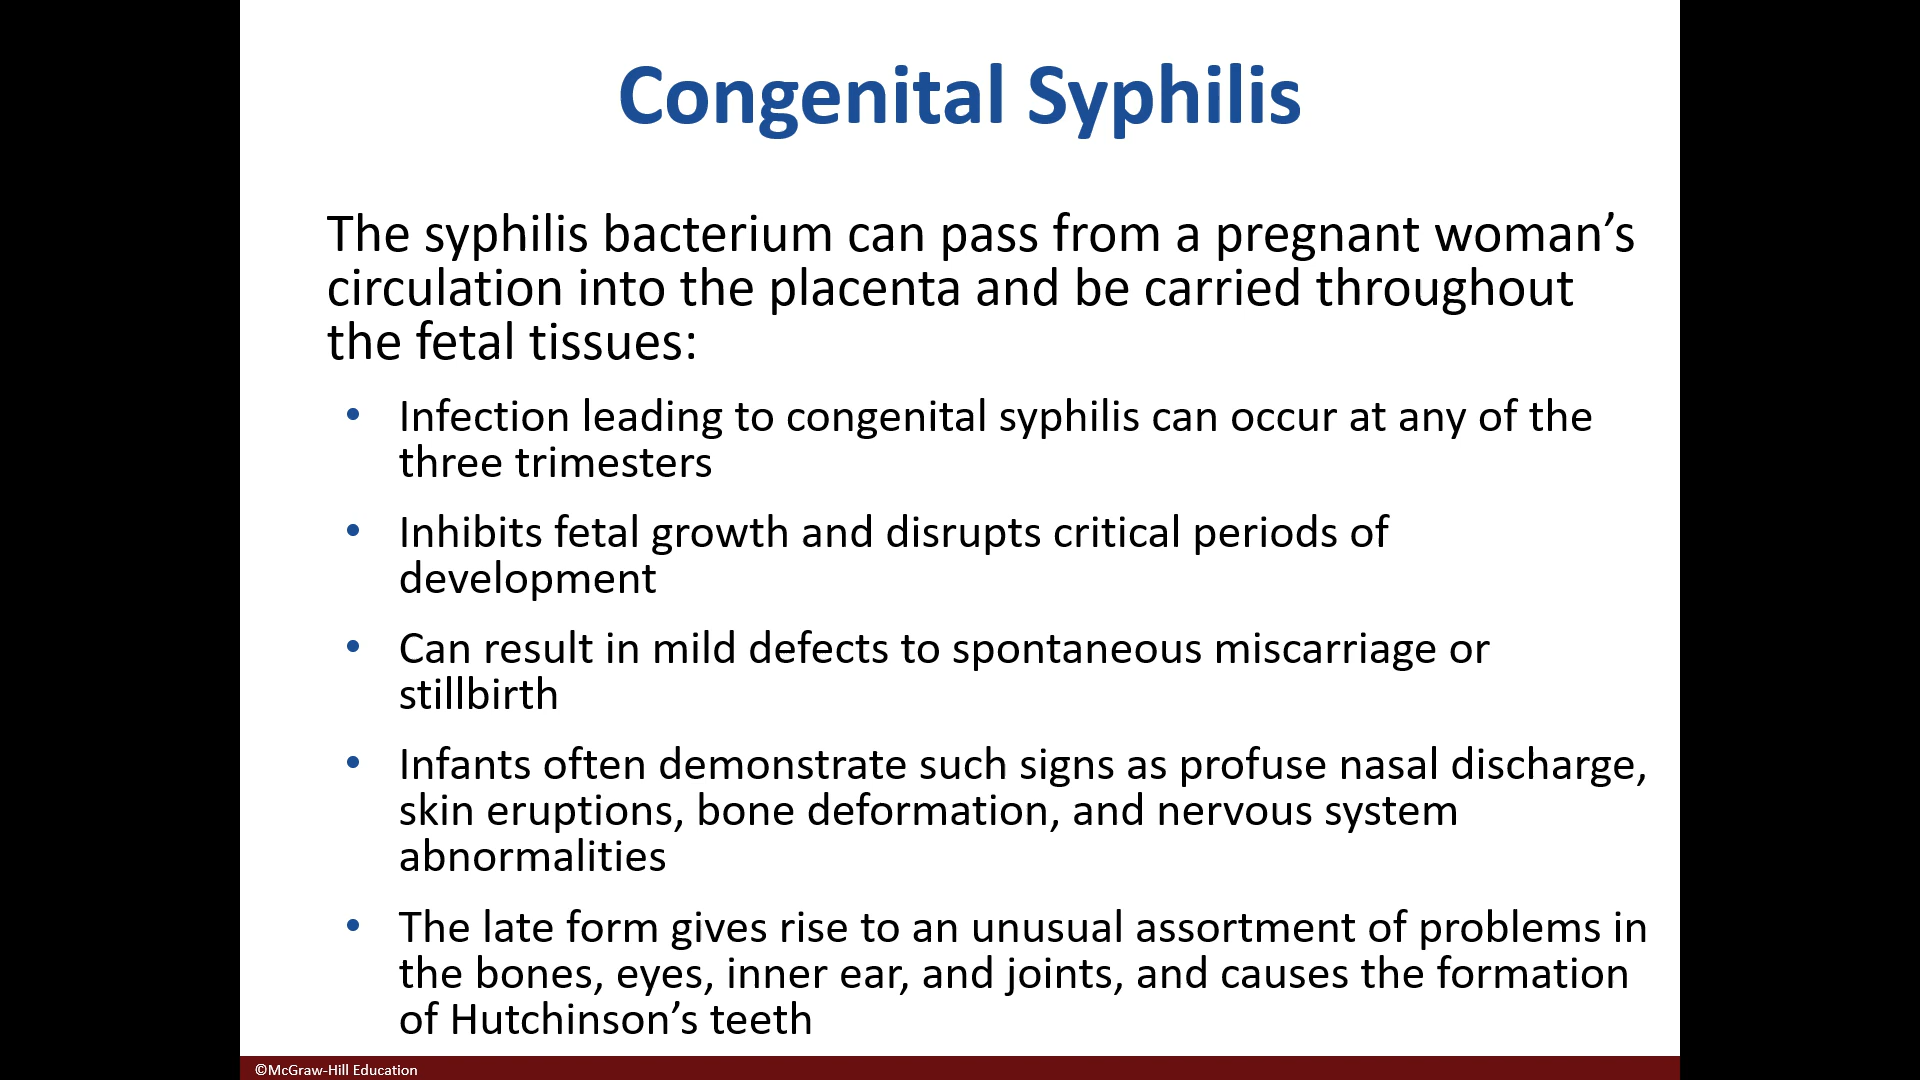 Congenital Syphilis
The syphilis bacterium can pass from a pregnant woman’s
circulation into the placenta and be carried throughout
the fetal tissues:
• Infection leading to congenital syphilis can occur at any of the
three trimesters
• Inhibits fetal growth and disrupts critical periods of
development
• Can result in mild defects to spontaneous miscarriage or
stillbirth
• Infants often demonstrate such signs as profuse nasal discharge,
skin eruptions, bone deformation, and nervous system
abnormalities
• The late form gives rise to an unusual assortment of problems in
the bones, eyes, inner ear, and joints, and causes the formation
of Hutchinson’s teeth
©McGraw-Hill Education